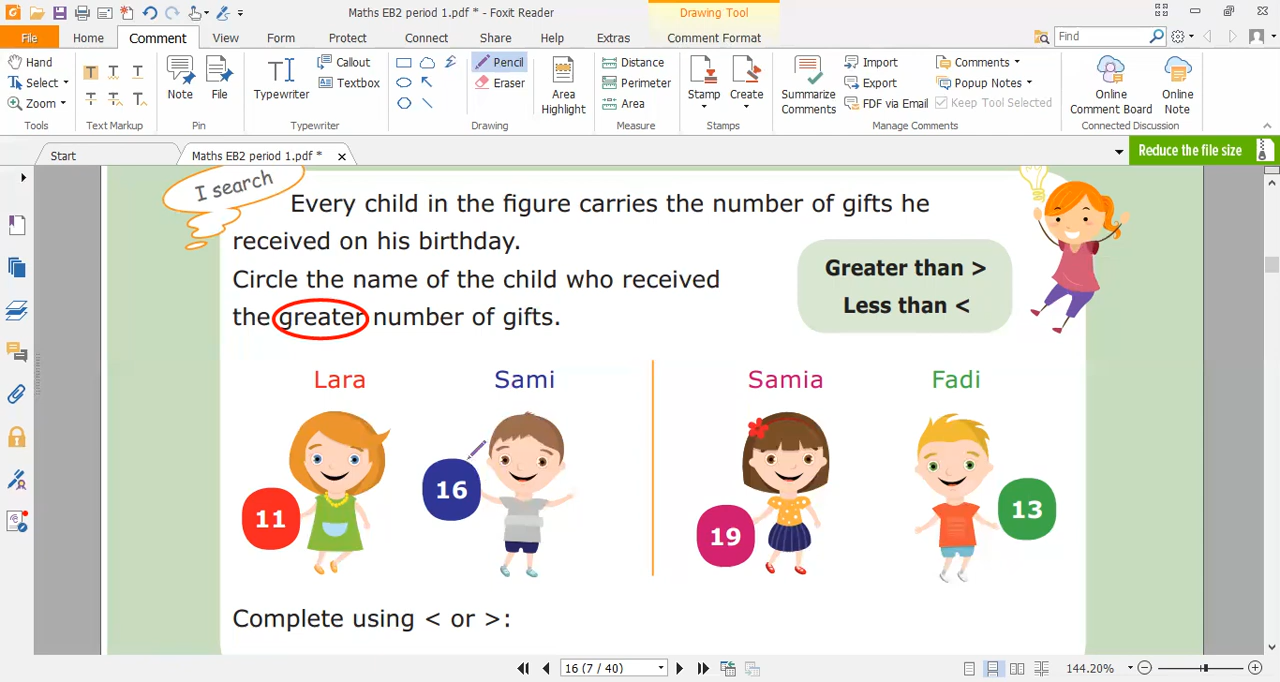 Maths EB2 period 1.pdf * - Foxit Reader
Drawing Tool
File Home Comment View Form Protect Connect Share Help Extras Comment Format Find
Hand
Select
Zoom
Tools
Text Markup
Note File
Pin
Typewriter
Callout
Textbox
Typewriter
Pencil
Eraser
Area Highlight
Drawing
Distance
Perimeter
Area
Measure
Stamp Create
Stamps
Summarize Comments
Import
Export
FDF via Email
Comments
Popup Notes
Keep Tool Selected
Manage Comments
Online Comment Board
Online Note
Connected Discussion
Start Maths EB2 period 1.pdf * Reduce the file size
I search
Every child in the figure carries the number of gifts he
received on his birthday.
Circle the name of the child who received
the greater number of gifts.
Greater than >
Less than <
Lara Sami Samia Fadi
11 16 19 13
Complete using < or >:
16 (7 / 40) 144.20%